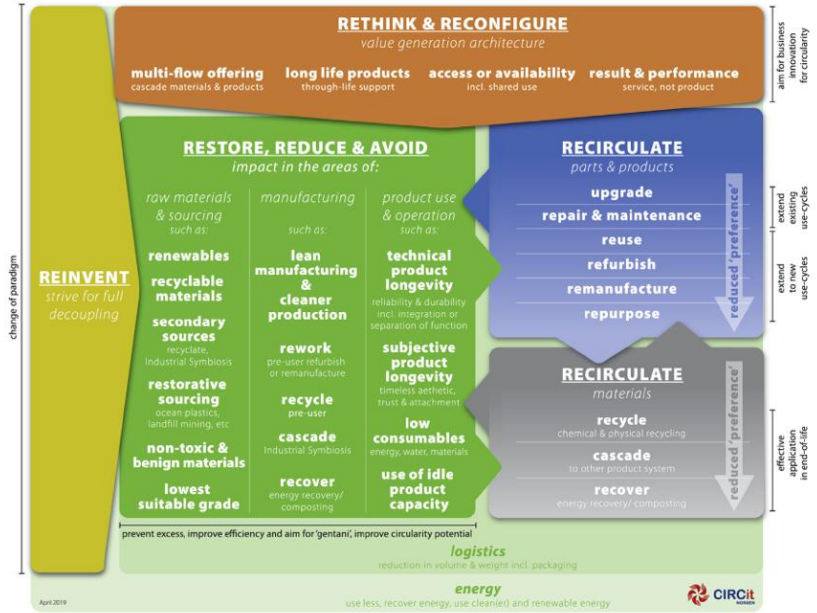 RETHINK & RECONFIGURE
value generation architecture
multi-flow offering
cascade materials & products
long life products
through-life support
access or availability
incl. shared use
result & performance
service, not product
aim for business
innovation
for circularity
change of paradigm
REINVENT
strive for full
decoupling
RESTORE, REDUCE & AVOID
impact in the areas of:
raw materials
& sourcing
such as:
renewables
recyclable
materials
secondary
sources
recyclate,
Industrial Symbiosis
restorative
sourcing
ocean plastics,
landfill mining, etc
non-toxic &
benign materials
lowest
suitable grade
manufacturing
such as:
lean
manufacturing
&
cleaner
production
rework
pre-user refurbish
or remanufacture
recycle
pre-user
cascade
Industrial Symbiosis
recover
energy recovery/
composting
product use
& operation
such as:
technical
product
longevity
reliability & durability
incl. integration or
separation of function
subjective
product
longevity
timeless aethetic,
trust & attachment
low
consumables
energy, water, materials
use of idle
product
capacity
RECIRCULATE
parts & products
upgrade
repair & maintenance
reuse
refurbish
remanufacture
repurpose
reduced 'preference'
extend
existing
use-cycles
extend
to new
use-cycles
RECIRCULATE
materials
recycle
chemical & physical recycling
cascade
to other product system
recover
energy recovery/ composting
reduced 'preference'
effective
application
in end-of-life
prevent excess, improve efficiency and aim for 'gentani', improve circularity potential
logistics
reduction in volume & weight incl. packaging
energy
use less, recover energy, use clean(er) and renewable energy
April 2019
CIRCit
NORDEN